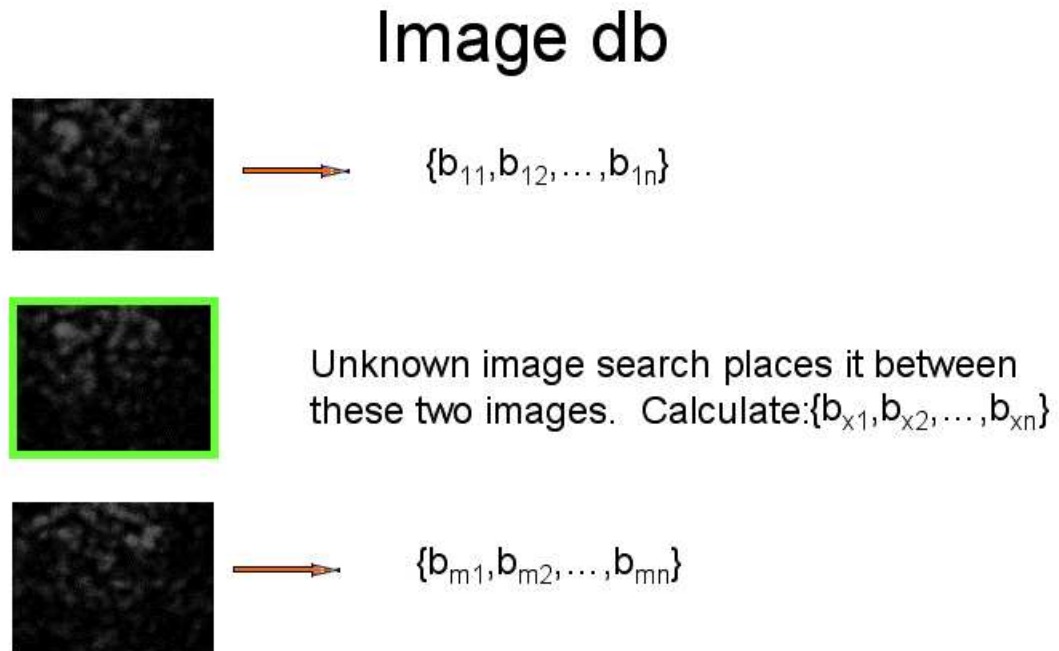 Image db
{b₁₁,b₁₂,...,b₁ₙ}
Unknown image search places it between
these two images. Calculate:{bₓ₁,bₓ₂,...,bₓₙ}
{bₘ₁,bₘ₂,...,bₘₙ}